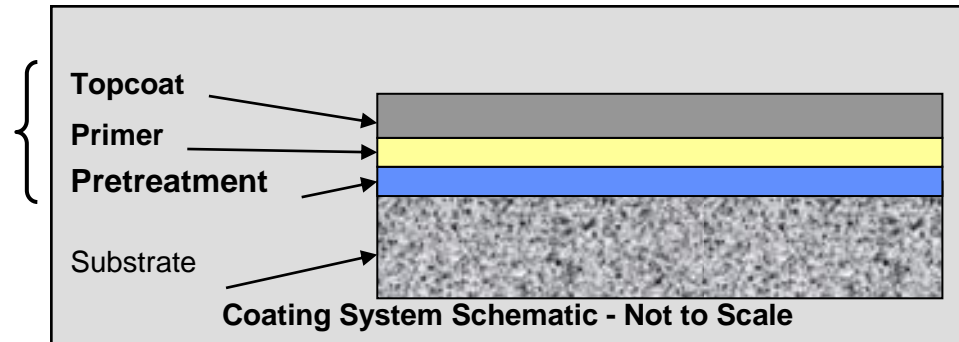 Topcoat
Primer
Pretreatment
Substrate
Coating System Schematic - Not to Scale